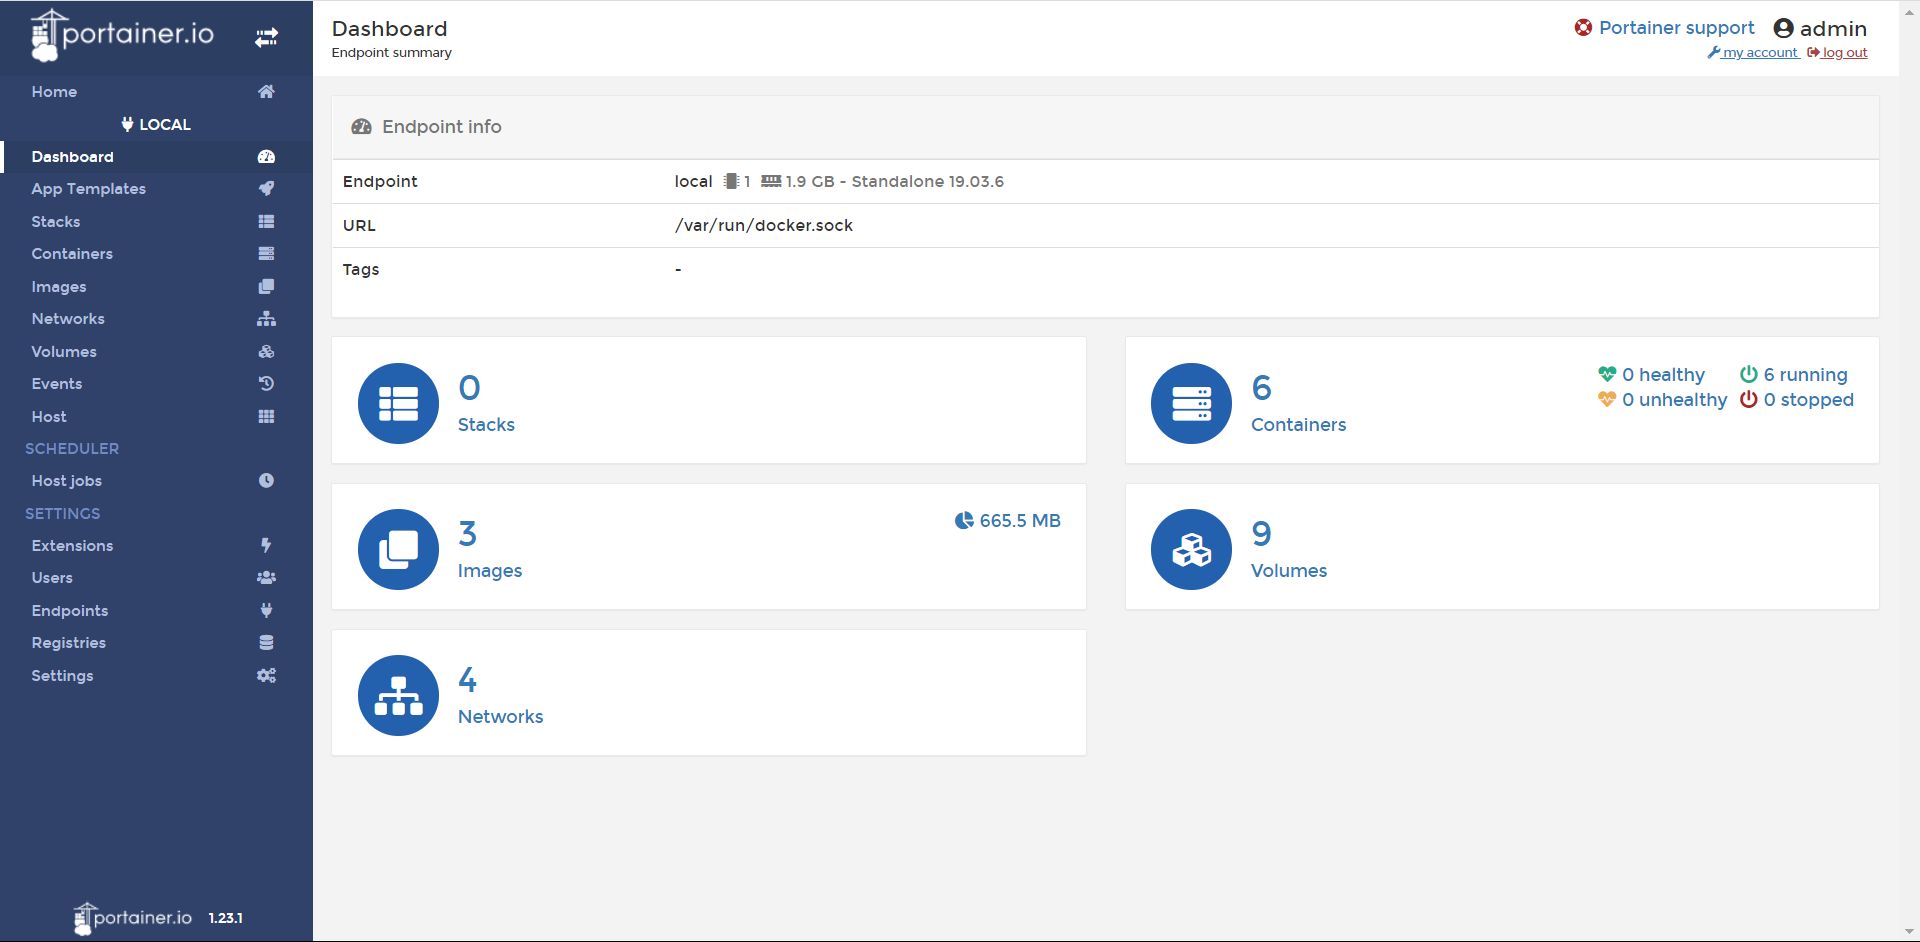 portainer.io
Home
LOCAL
Dashboard
App Templates
Stacks
Containers
Images
Networks
Volumes
Events
Host
SCHEDULER
Host jobs
SETTINGS
Extensions
Users
Endpoints
Registries
Settings
portainer.io 1.23.1
Dashboard
Endpoint summary
Portainer support admin
my account log out
Endpoint info
Endpoint local 1 1.9 GB - Standalone 19.03.6
URL /var/run/docker.sock
Tags -
0
Stacks
6
Containers
0 healthy 6 running
0 unhealthy 0 stopped
3
Images
665.5 MB
9
Volumes
4
Networks